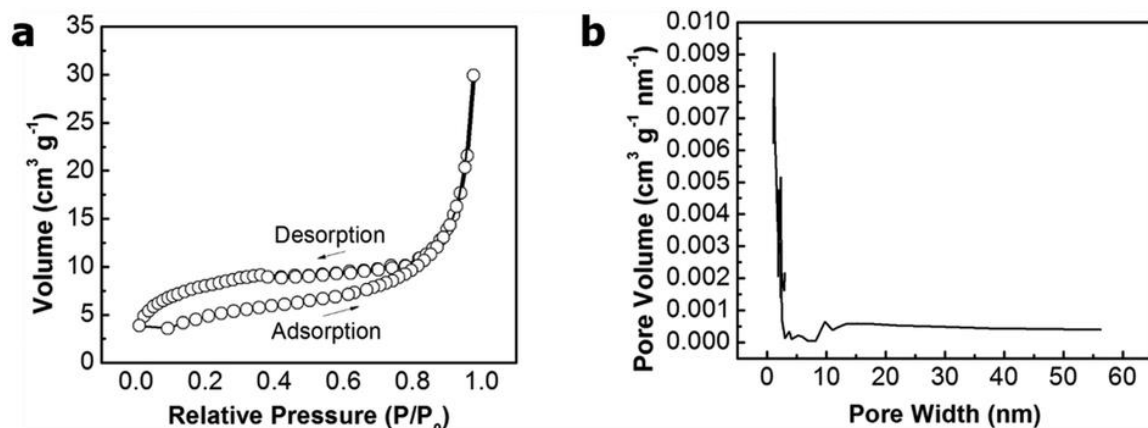 a
35
30
25
20
15
10
5
0
Volume (cm³ g⁻¹)
Desorption
Adsorption
0.0 0.2 0.4 0.6 0.8 1.0
Relative Pressure (P/P₀)
b
0.010
0.009
0.008
0.007
0.006
0.005
0.004
0.003
0.002
0.001
0.000
Pore Volume (cm³ g⁻¹ nm⁻¹)
0 10 20 30 40 50 60
Pore Width (nm)